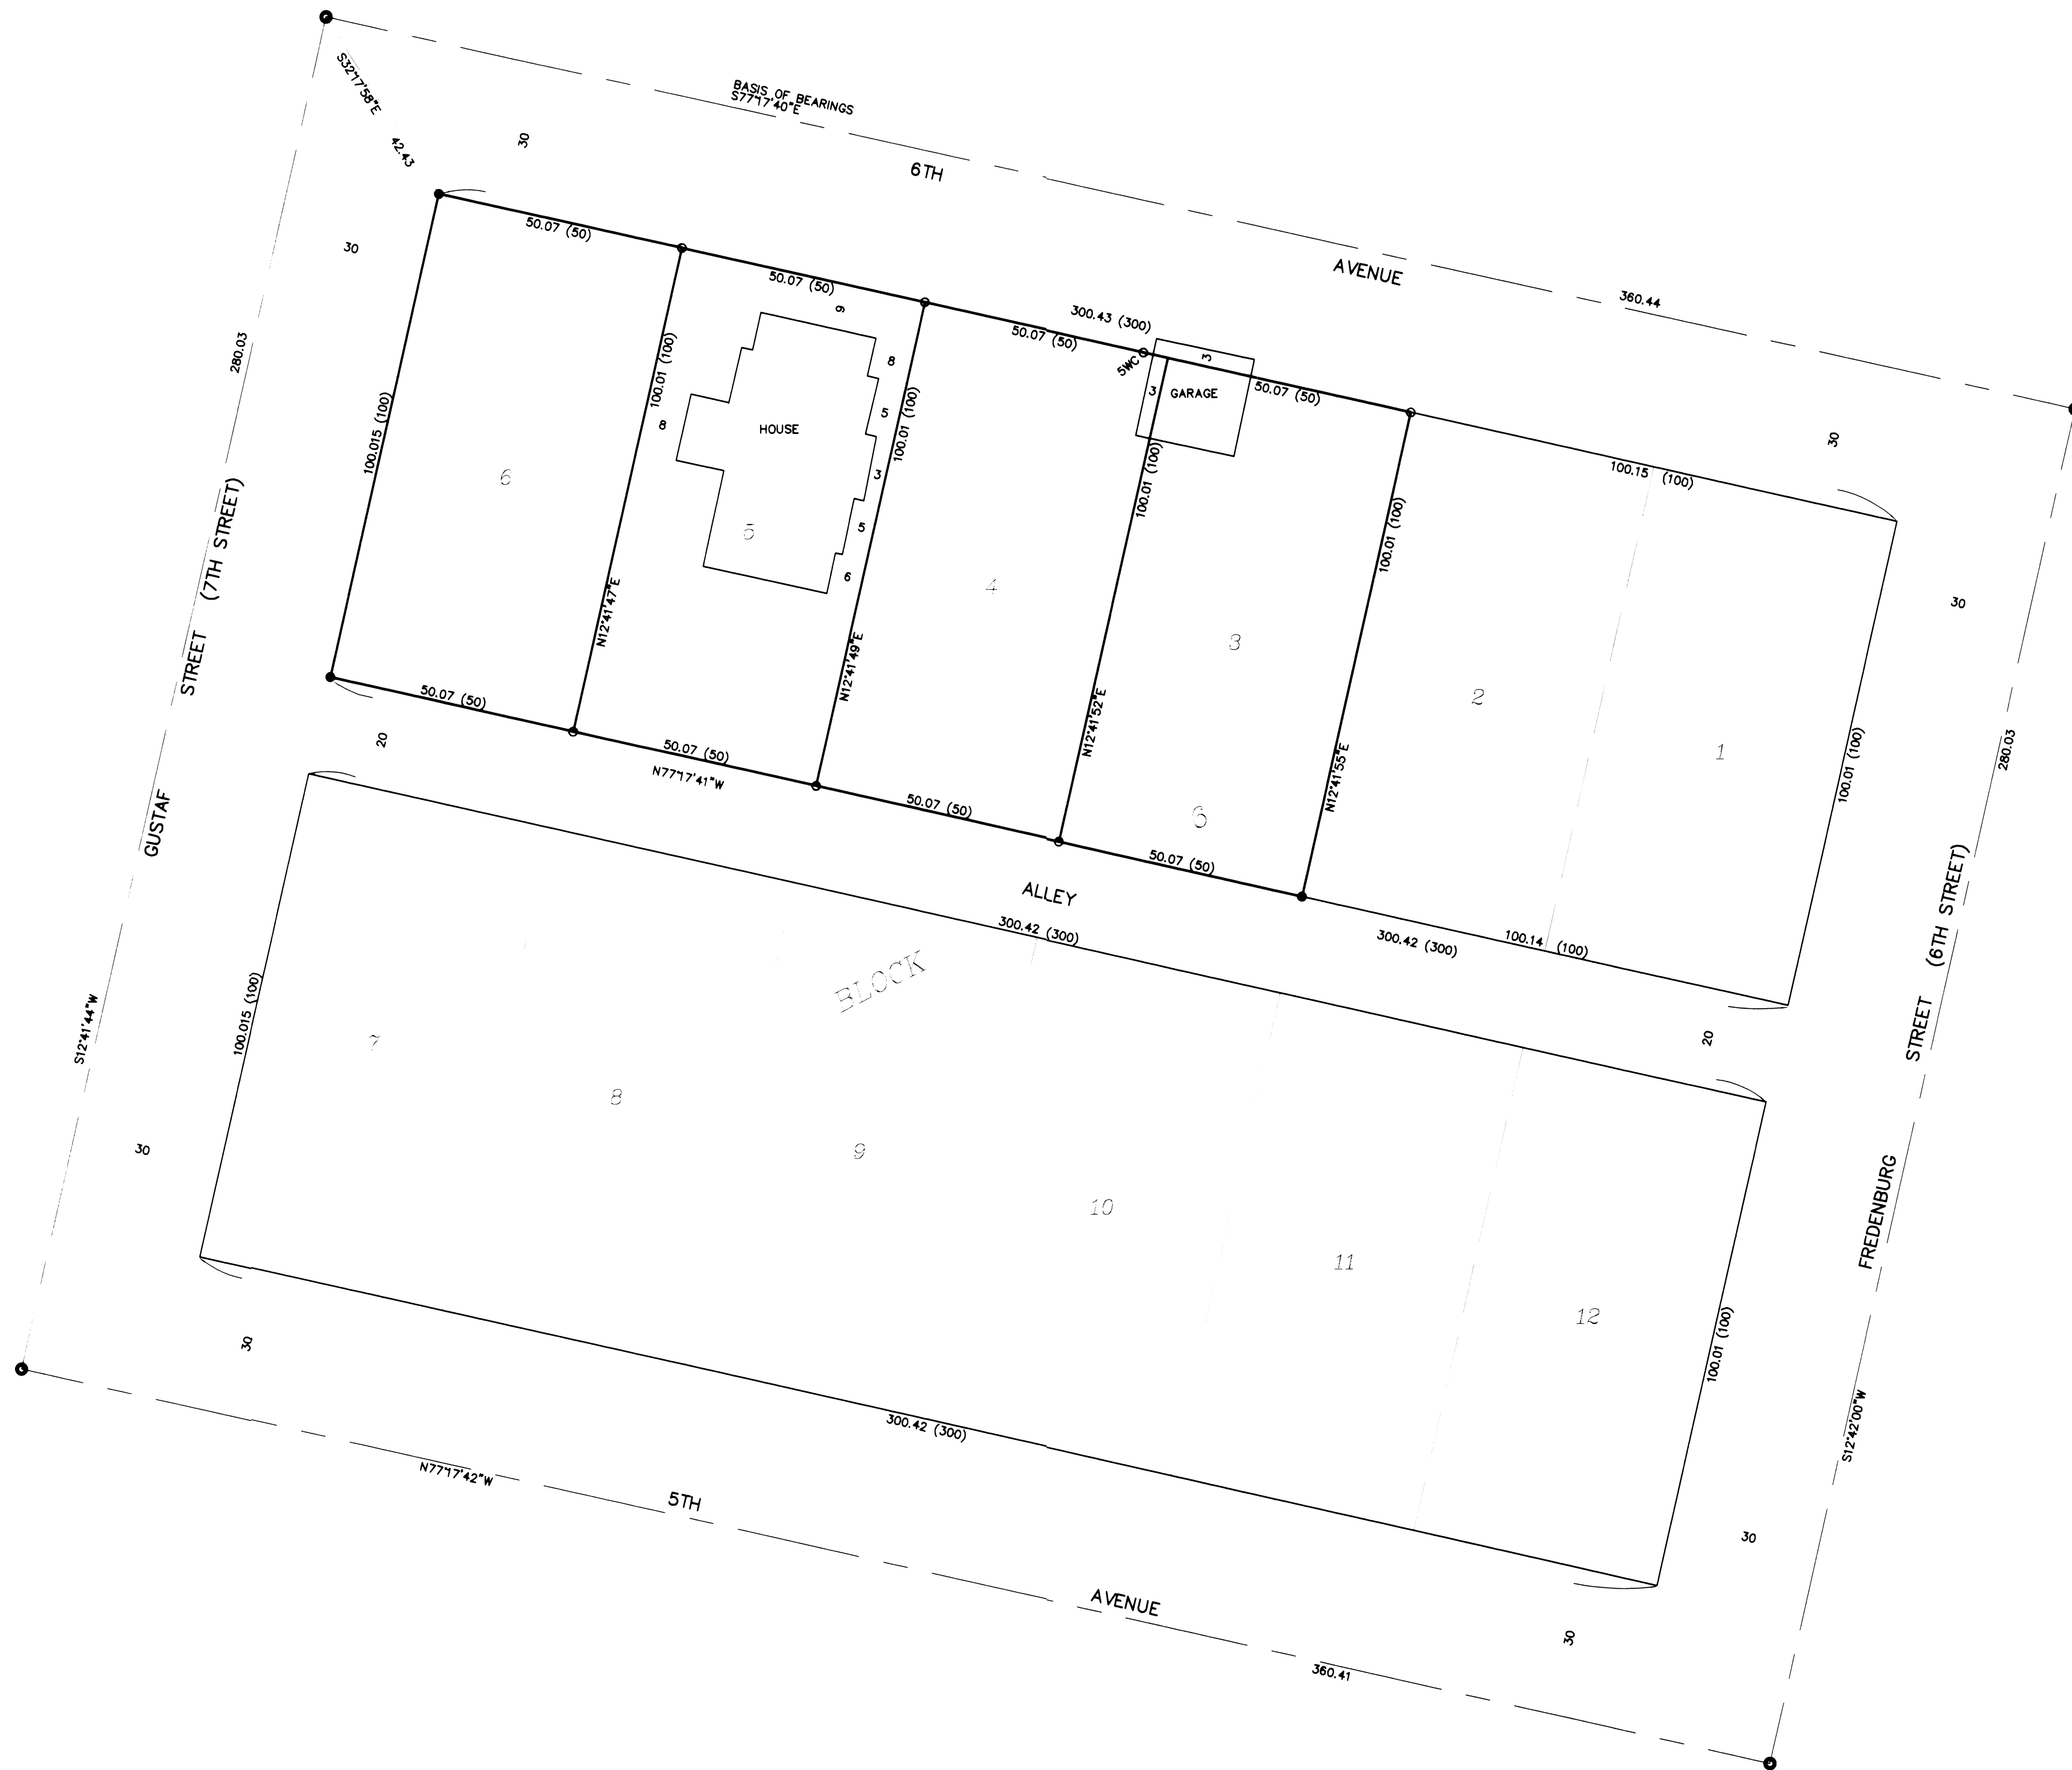 S32°17'58"E
42.43
BASIS OF BEARINGS
S77°17'40"E
30
6TH
AVENUE
360.44
30
280.03
50.07 (50)
50.07 (50)
300.43 (300)
50.07 (50)
5WC
3
3
GARAGE
50.07 (50)
9
8
100.01 (100)
8
HOUSE
5
3
5
6
100.01 (100)
100.015 (100)
100.01 (100)
100.01 (100)
100.15 (100)
30
30
6
5
4
3
2
1
N12°41'47"E
N12°41'49"E
N12°41'52"E
N12°41'55"E
100.01 (100)
280.03
STREET (7TH STREET)
GUSTAF
50.07 (50)
50.07 (50)
N77°17'41"W
50.07 (50)
50.07 (50)
6
20
ALLEY
300.42 (300)
300.42 (300)
100.14 (100)
20
STREET (6TH STREET)
FREDENBURG
BLOCK
S12°41'44"W
100.015 (100)
7
8
9
10
11
12
30
30
100.01 (100)
S12°42'00"W
300.42 (300)
N77°17'42"W
5TH
AVENUE
360.41
30
30